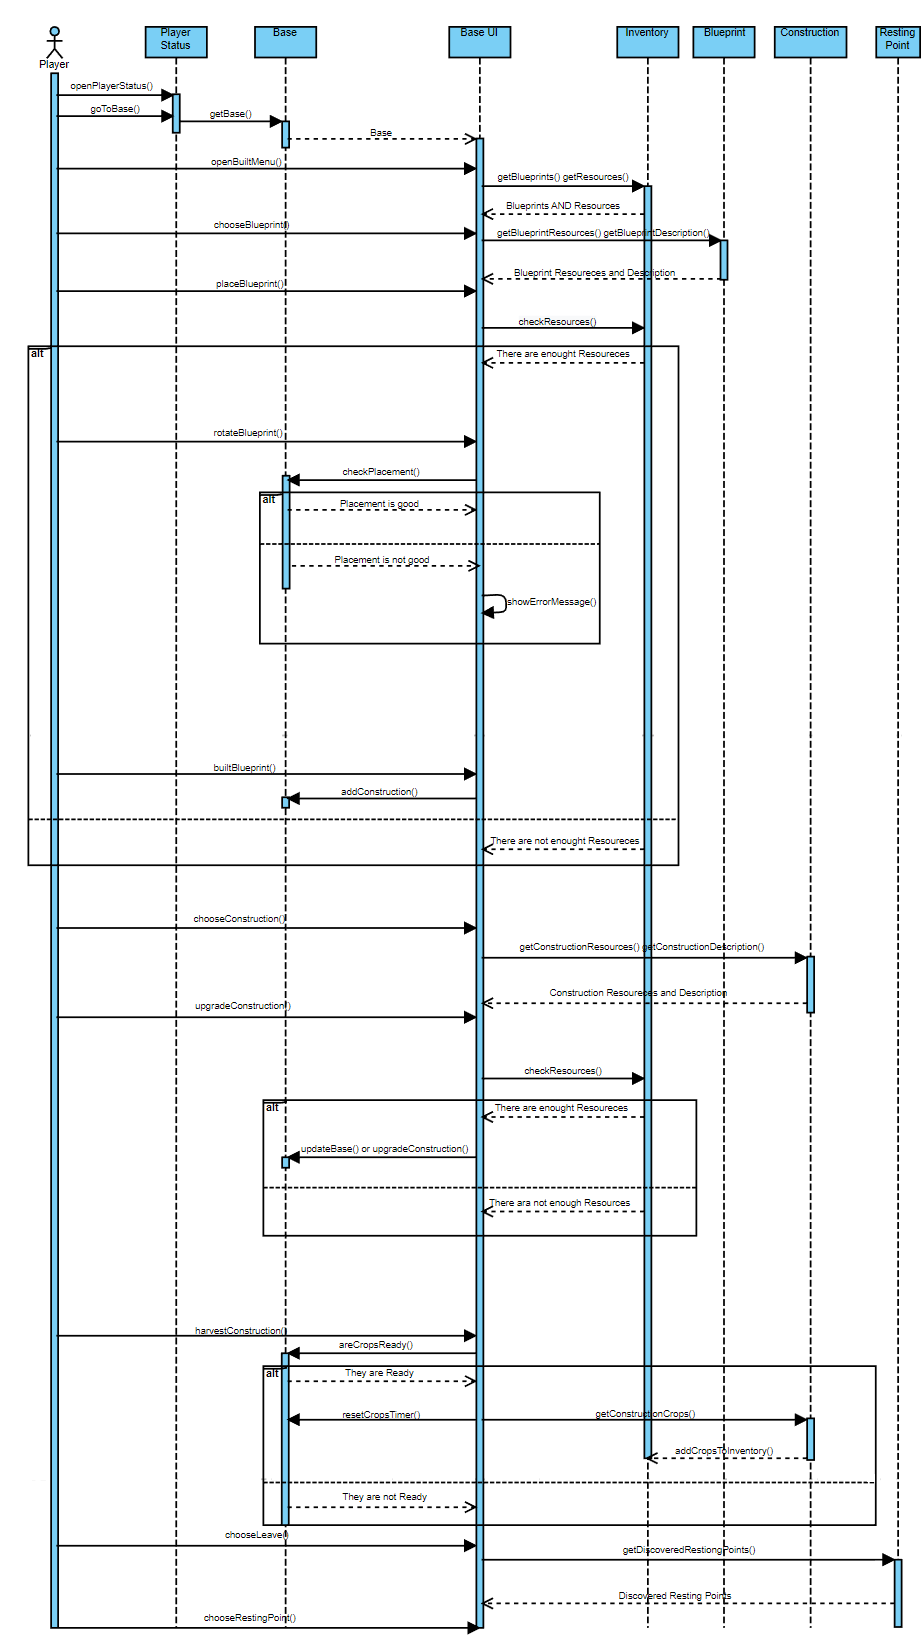 Player
Status
Base
Base UI
Inventory
Blueprint
Construction
Resting
Point
Player
openPlayerStatus()
goToBase()
getBase()
Base
openBuiltMenu()
getBlueprints() getResources()
Blueprints AND Resources
chooseBlueprint()
getBlueprintResources() getBlueprintDescription()
Blueprint Resoureces and Description
placeBlueprint()
checkResources()
alt
There are enought Resoureces
rotateBlueprint()
checkPlacement()
alt
Placement is good
Placement is not good
showErrorMessage()
builtBlueprint()
addConstruction()
There are not enought Resoureces
chooseConstruction()
getConstructionResources() getConstructionDescription()
Construction Resoureces and Description
upgradeConstruction()
checkResources()
alt
There are enought Resoureces
updateBase() or upgradeConstruction()
There ara not enough Resources
harvestConstruction()
areCropsReady()
alt
They are Ready
resetCropsTimer()
getConstructionCrops()
addCropsToInventory()
They are not Ready
chooseLeave()
getDiscoveredRestiongPoints()
Discovered Resting Points
chooseRestingPoint()